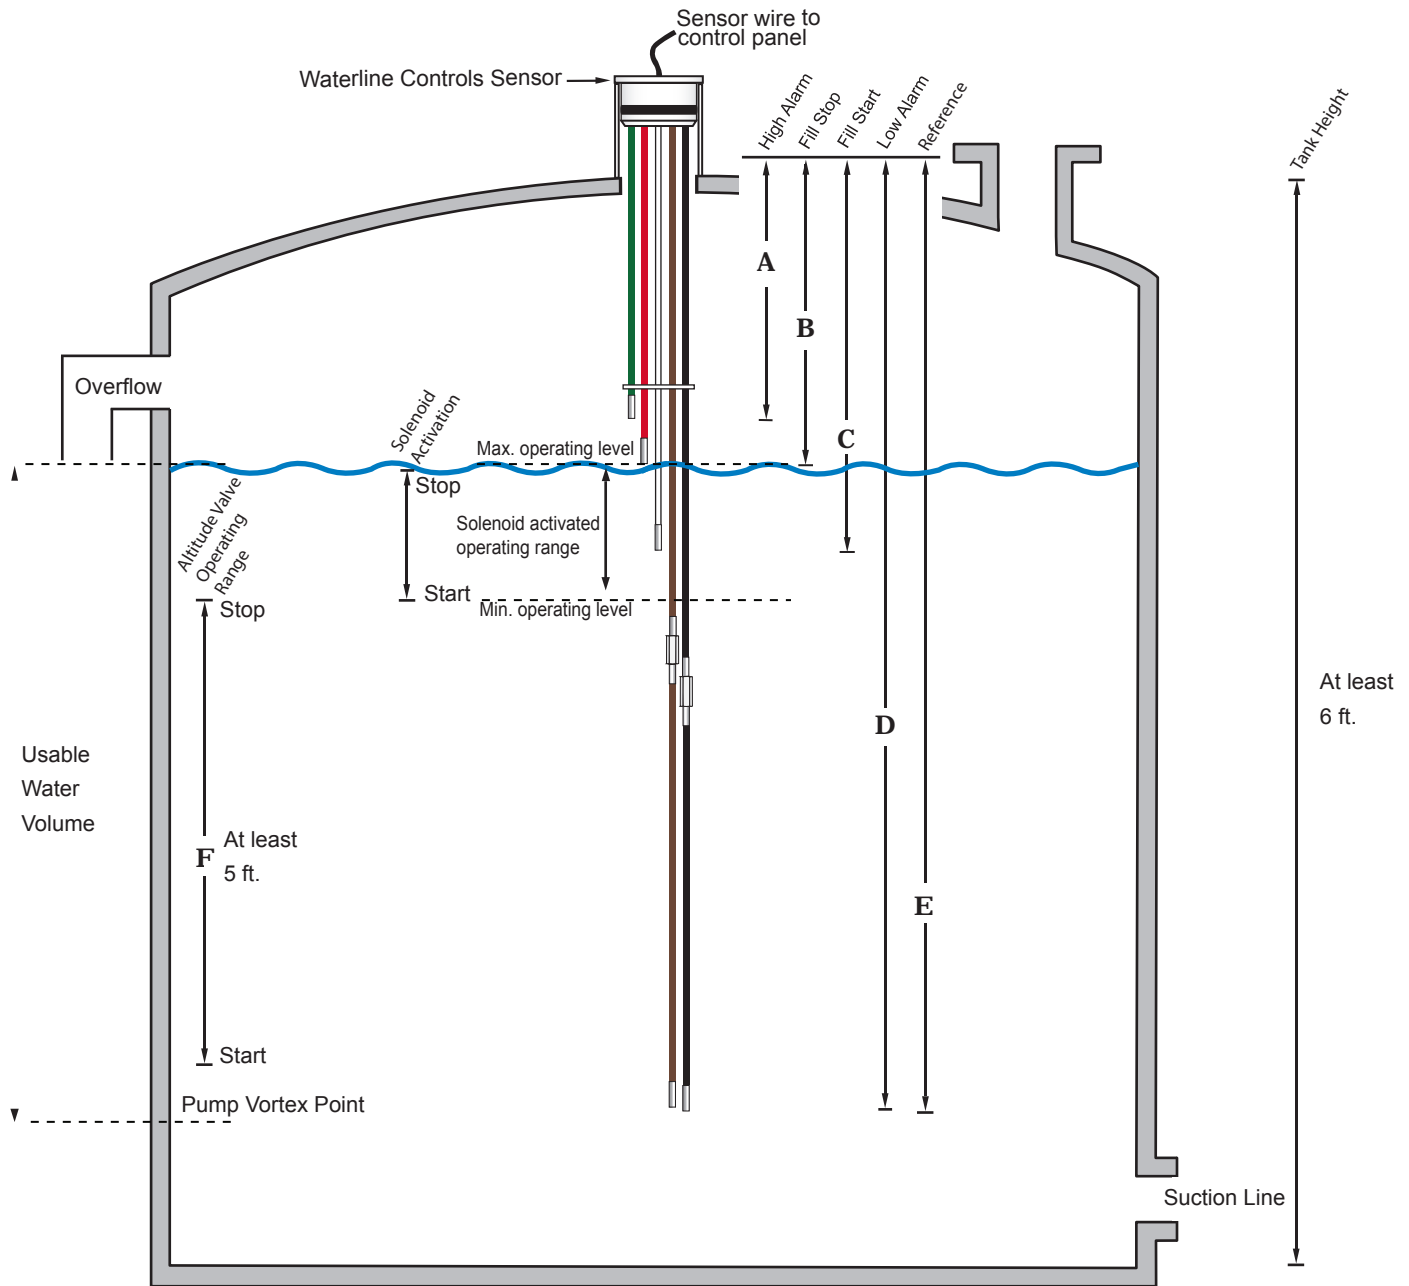 Sensor wire to
control panel
Waterline Controls Sensor
High Alarm
Fill Stop
Fill Start
Low Alarm
Reference
Tank Height
A
B
C
D
E
F
Overflow
Solenoid
Activation
Max. operating level
Stop
Solenoid activated
operating range
Start
Min. operating level
Altitude Valve
Operating
Range
Stop
At least
6 ft.
Usable
Water
Volume
At least
5 ft.
Start
Pump Vortex Point
Suction Line